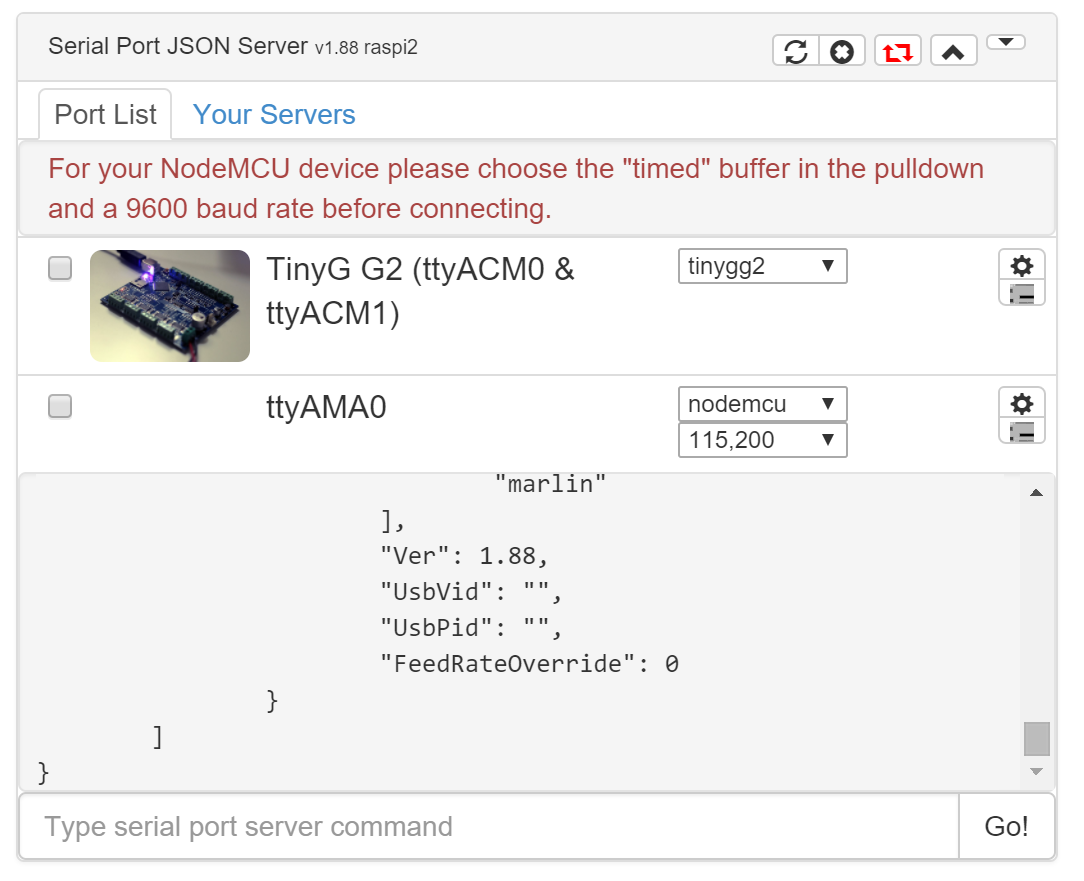 Serial Port JSON Server v1.88 raspi2
Port List Your Servers
For your NodeMCU device please choose the "timed" buffer in the pulldown
and a 9600 baud rate before connecting.
TinyG G2 (ttyACM0 &
ttyACM1)
tinygg2
ttyAMA0
nodemcu
115,200
"marlin"
],
"Ver": 1.88,
"UsbVid": "",
"UsbPid": "",
"FeedRateOverride": 0
}
]
}
Type serial port server command
Go!